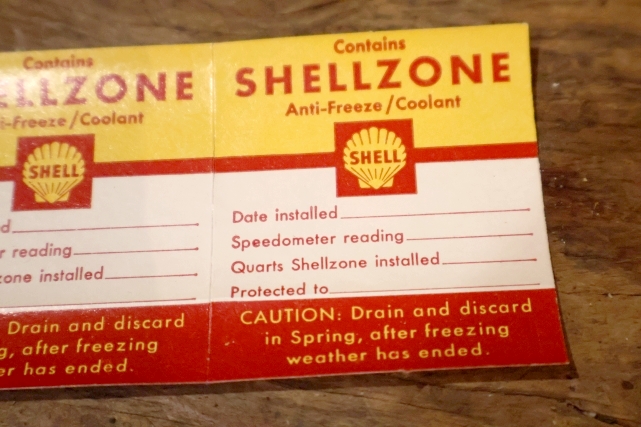 Contains
ELLZONE
i-Freeze/Coolant
SHELL
d
r reading
zone installed
Drain and discard
g, after freezing
er has ended.
Contains
SHELLZONE
Anti-Freeze/Coolant
SHELL
Date installed
Speedometer reading
Quarts Shellzone installed
Protected to
CAUTION: Drain and discard
in Spring, after freezing
weather has ended.